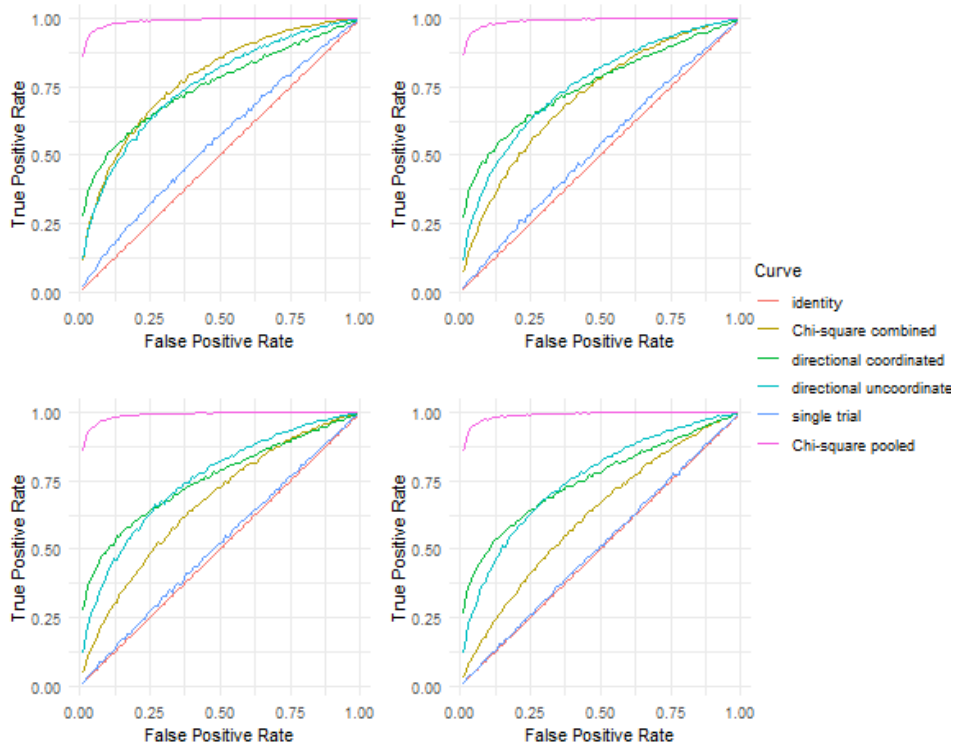 1.00
0.75
0.50
0.25
0.00
True Positive Rate
0.00 0.25 0.50 0.75 1.00
False Positive Rate
1.00
0.75
0.50
0.25
0.00
True Positive Rate
0.00 0.25 0.50 0.75 1.00
False Positive Rate
Curve
identity
Chi-square combined
directional coordinated
directional uncoordinate
single trial
Chi-square pooled
1.00
0.75
0.50
0.25
0.00
True Positive Rate
0.00 0.25 0.50 0.75 1.00
False Positive Rate
1.00
0.75
0.50
0.25
0.00
True Positive Rate
0.00 0.25 0.50 0.75 1.00
False Positive Rate